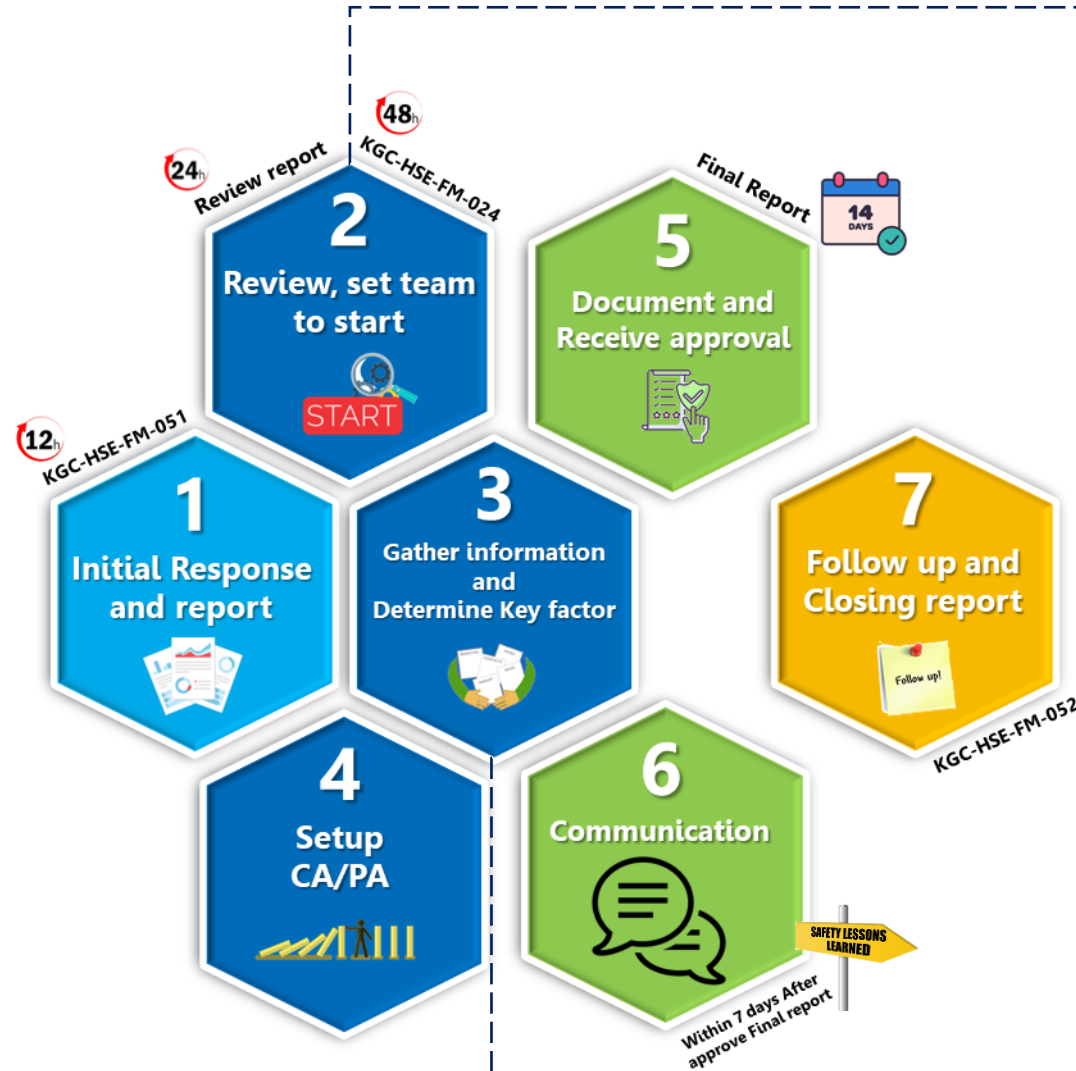 48h
24h
Review report
KGC-HSE-FM-024
2
Review, set team
to start
START
Final Report
14
DAYS
5
Document and
Receive approval
12h
KGC-HSE-FM-051
1
Initial Response
and report
3
Gather information
and
Determine Key factor
7
Follow up and
Closing report
Follow up!
KGC-HSE-FM-052
4
Setup
CA/PA
6
Communication
SAFETY LESSONS
LEARNED
Within 7 days After
approve Final report